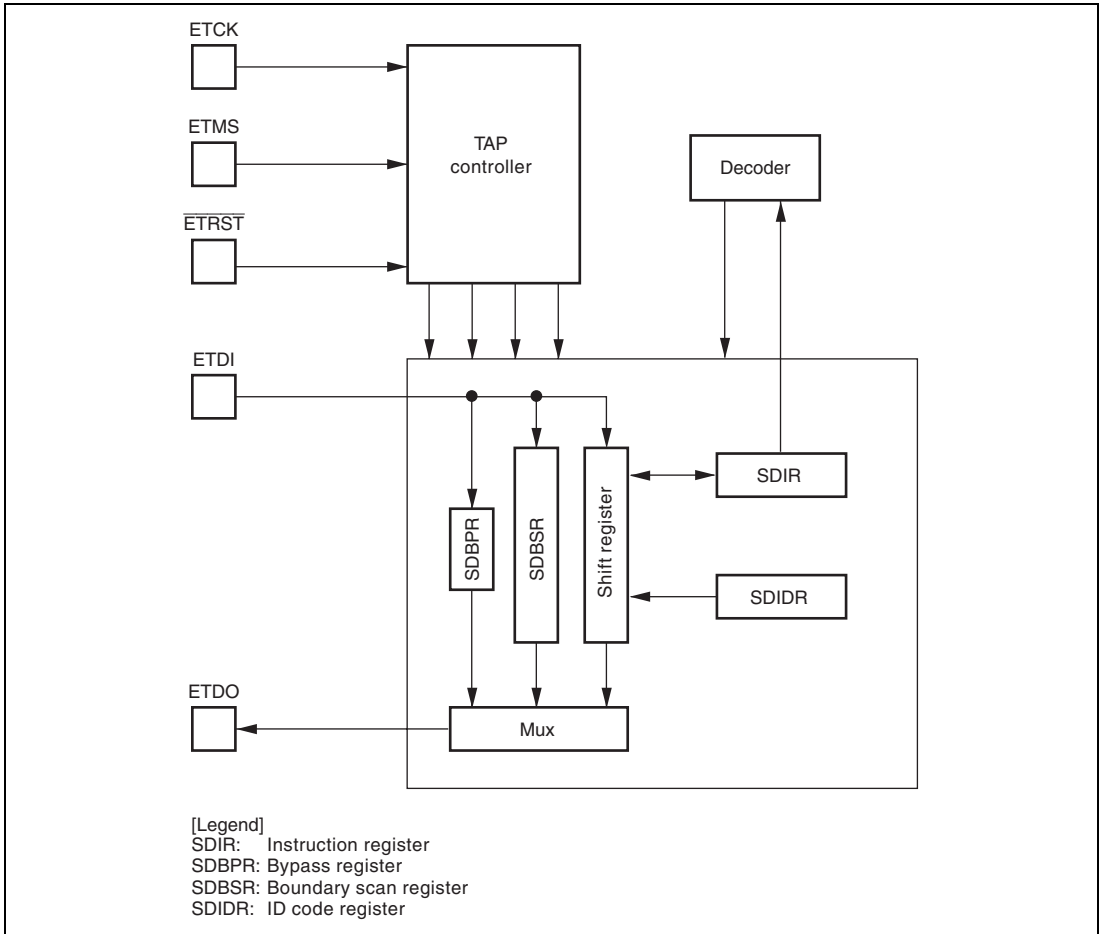 ETCK
ETMS
TAP
controller
Decoder
ETRST
ETDI
SDBPR
SDBSR
Shift register
SDIR
SDIDR
ETDO
Mux
[Legend]
SDIR: Instruction register
SDBPR: Bypass register
SDBSR: Boundary scan register
SDIDR: ID code register